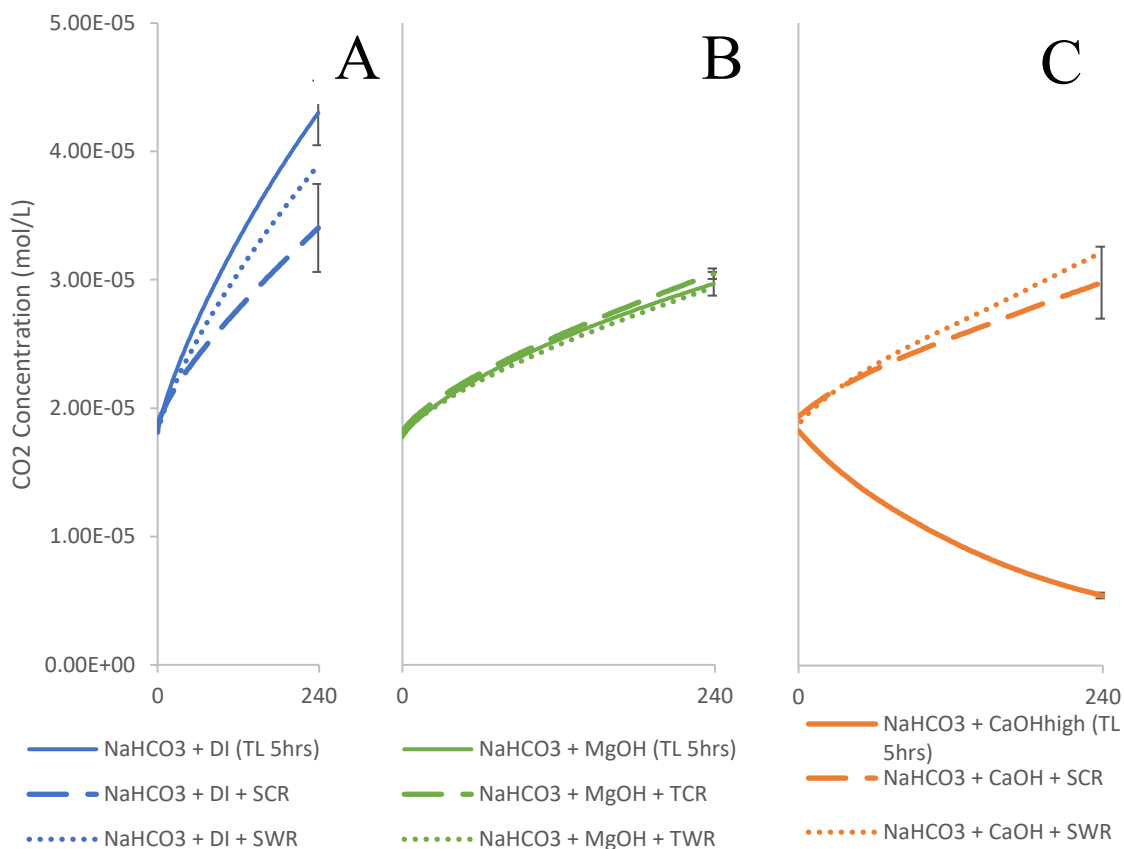 5.00E-05
A
B
C
4.00E-05
3.00E-05
2.00E-05
1.00E-05
0.00E+00
CO2 Concentration (mol/L)
0
240
0
240
0
240
NaHCO3 + DI (TL 5hrs)
NaHCO3 + DI + SCR
NaHCO3 + DI + SWR
NaHCO3 + MgOH (TL 5hrs)
NaHCO3 + MgOH + TCR
NaHCO3 + MgOH + TWR
NaHCO3 + CaOHhigh (TL
5hrs)
NaHCO3 + CaOH + SCR
NaHCO3 + CaOH + SWR